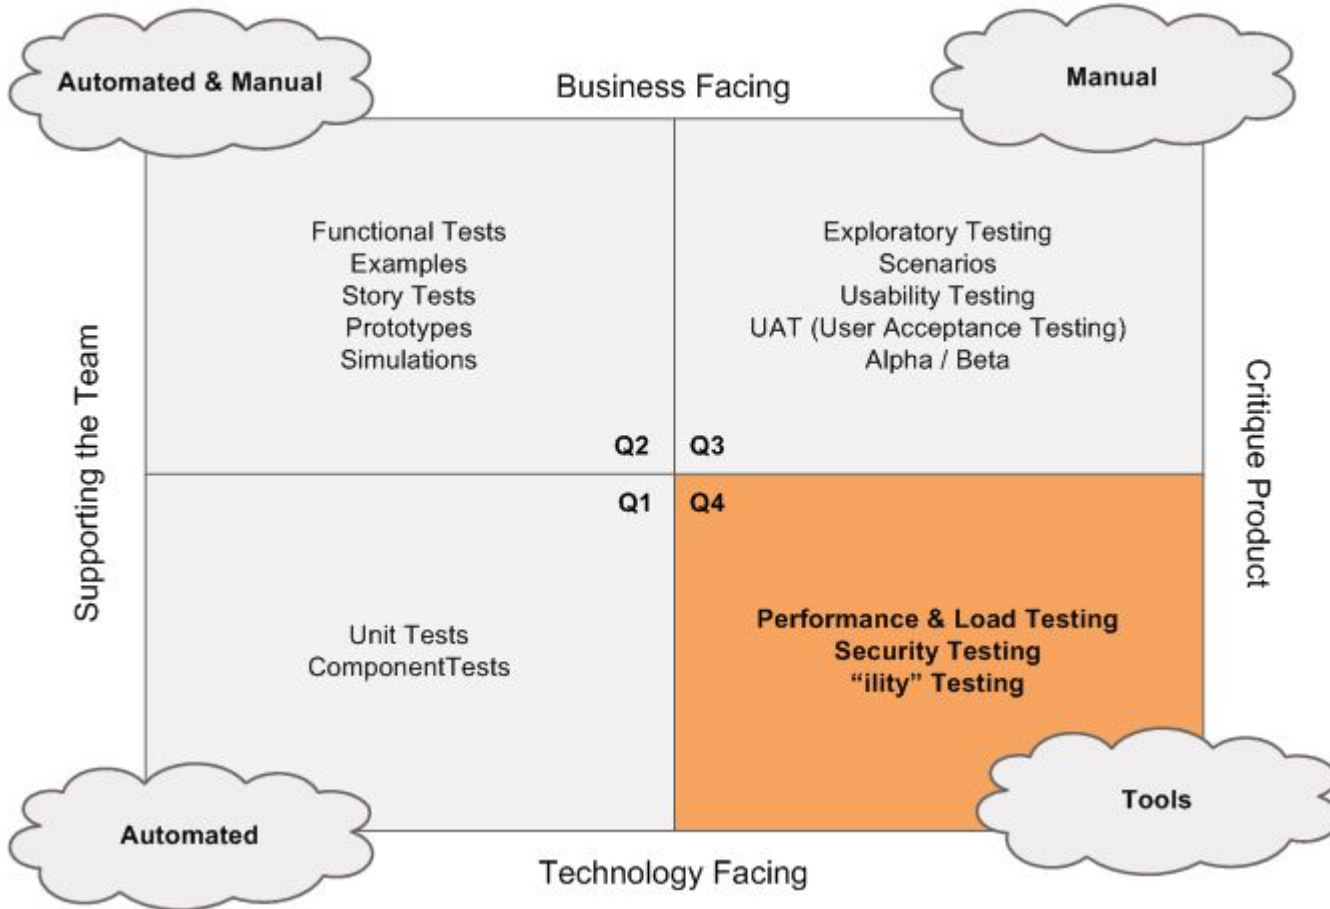 Automated & Manual
Business Facing
Manual
Functional Tests
Examples
Story Tests
Prototypes
Simulations
Exploratory Testing
Scenarios
Usability Testing
UAT (User Acceptance Testing)
Alpha / Beta
Supporting the Team
Critique Product
Q2
Q3
Q1
Q4
Unit Tests
ComponentTests
Performance & Load Testing
Security Testing
“ility” Testing
Automated
Tools
Technology Facing